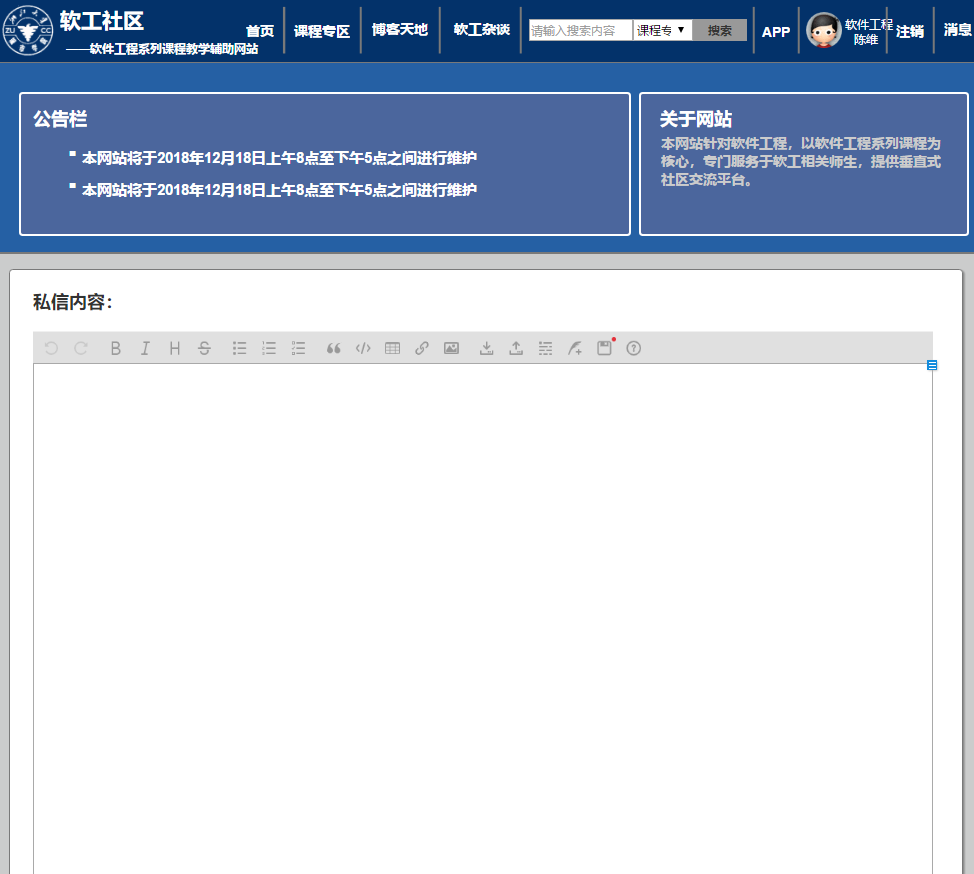 软工社区
——软件工程系列课程教学辅助网站
首页
课程专区
博客天地
软工杂谈
请输入搜索内容
课程专
搜索
APP
软件工程
陈维
注销
消息
公告栏
本网站将于2018年12月18日上午8点至下午5点之间进行维护
本网站将于2018年12月18日上午8点至下午5点之间进行维护
关于网站
本网站针对软件工程，以软件工程系列课程为
核心，专门服务于软工相关师生，提供垂直式
社区交流平台。
私信内容：